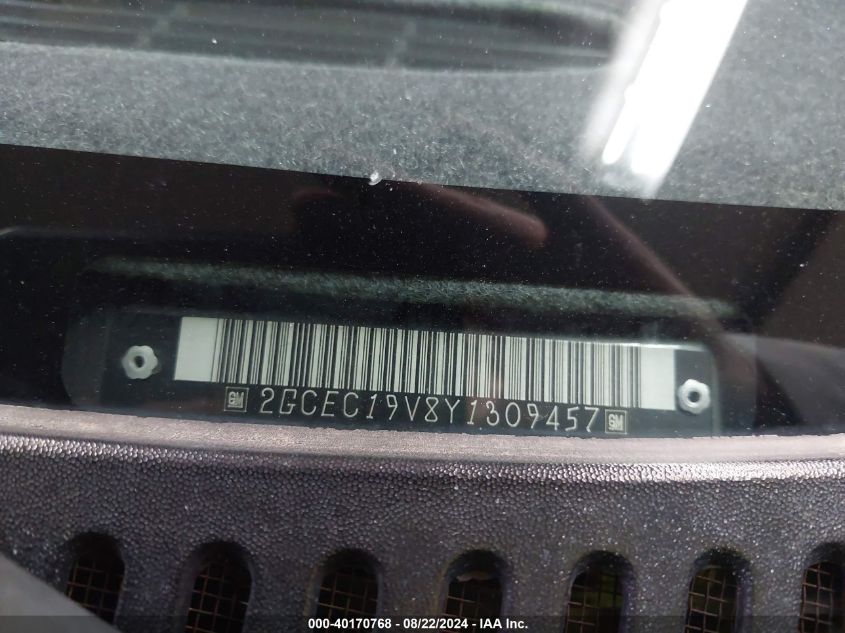 GM 2GCEC19V8Y1309457 GM
000-40170768 - 08/22/2024 - IAA Inc.